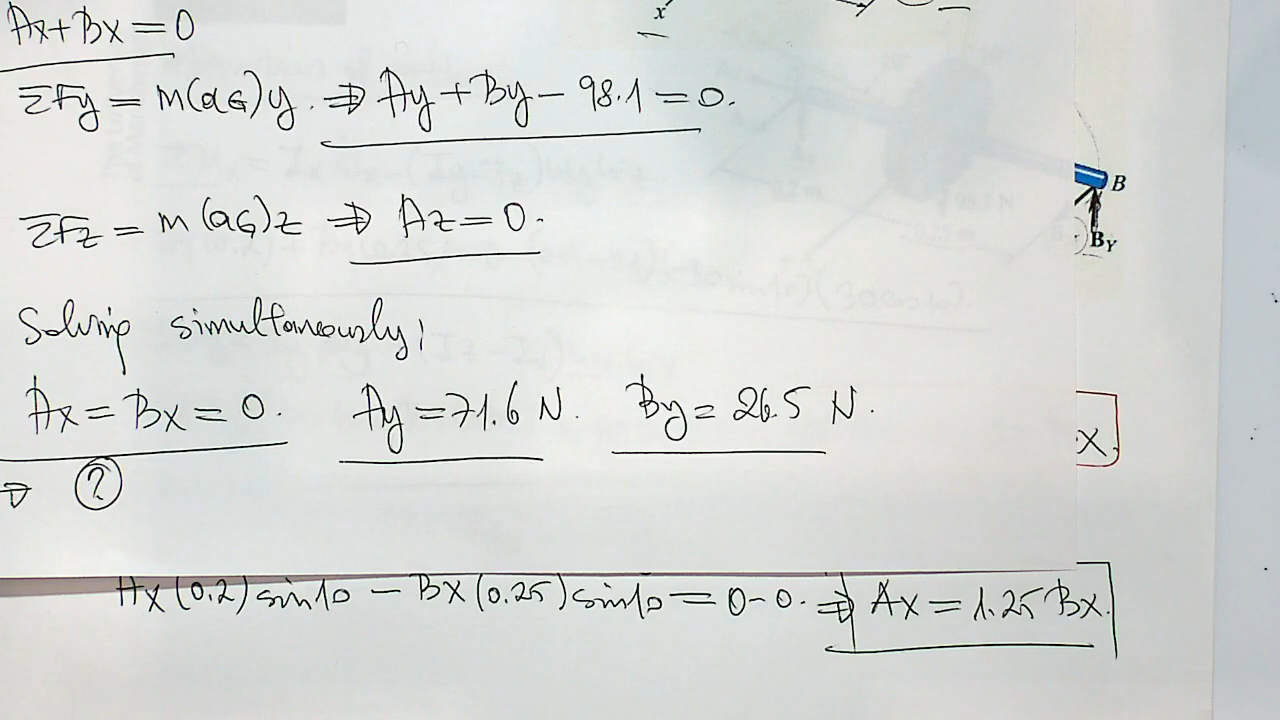 x
Ax+Bx=0
ΣFy = m(aG)y. ⇒ Ay + By - 98.1 = 0.
B
ΣFz = m(aG)z ⇒ Az = 0.
BY
Solving simultaneously,
Ax = Bx = 0. Ay = 71.6 N. By = 26.5 N.
X.
⇒ ?
Ax(0.2)sin10 - Bx(0.25)sin10 = 0-0. ⇒ Ax = 1.25 Bx.